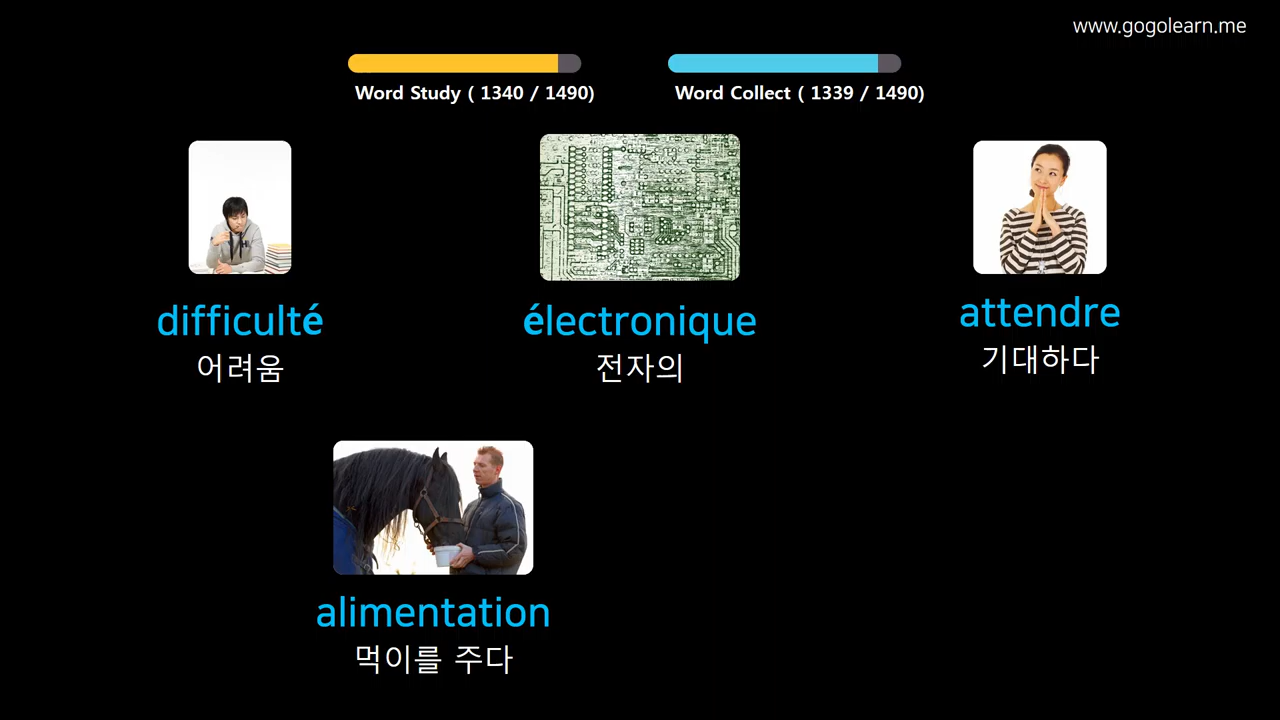 www.gogolearn.me
Word Study ( 1340 / 1490)
Word Collect ( 1339 / 1490)
difficulté
어려움
électronique
전자의
attendre
기대하다
alimentation
먹이를 주다